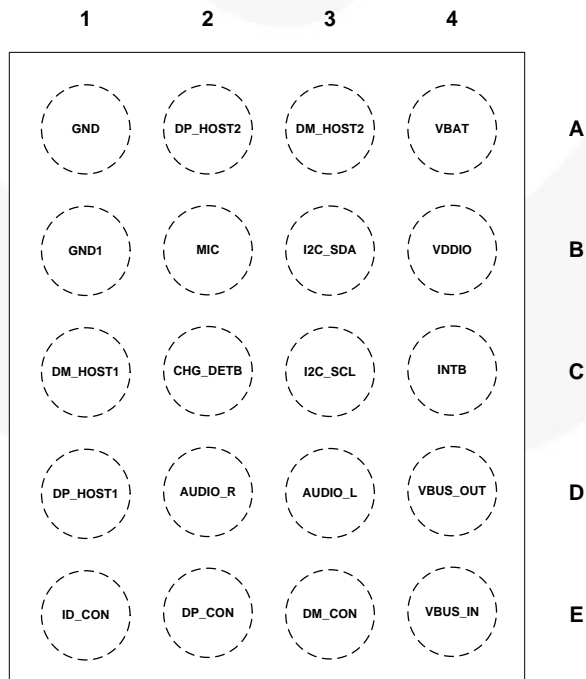 1 2 3 4
GND DP_HOST2 DM_HOST2 VBAT A
GND1 MIC I2C_SDA VDDIO B
DM_HOST1 CHG_DETB I2C_SCL INTB C
DP_HOST1 AUDIO_R AUDIO_L VBUS_OUT D
ID_CON DP_CON DM_CON VBUS_IN E